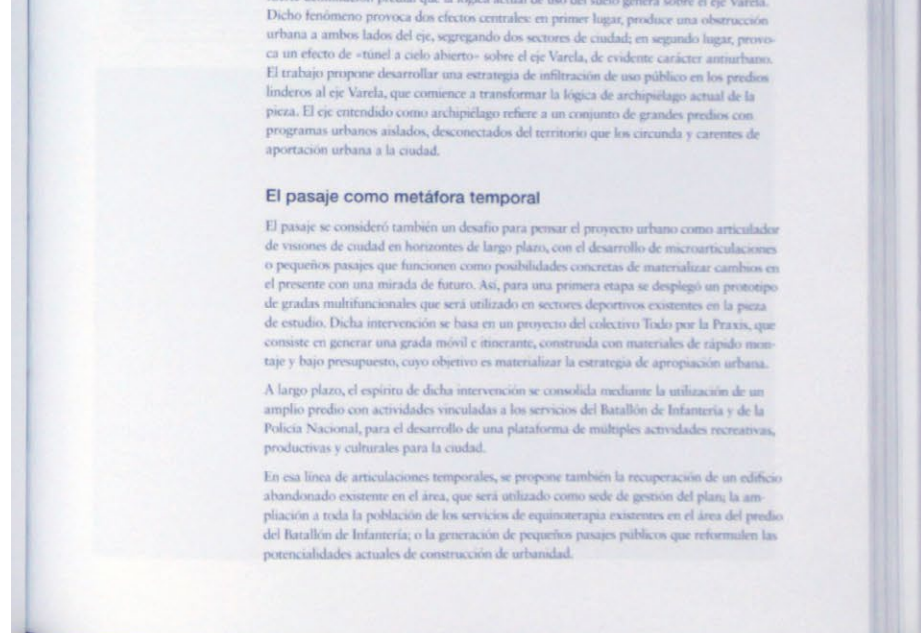 predial que la lógica actual de uso del suelo genera sobre el eje Varela.
Dicho fenómeno provoca dos efectos centrales: en primer lugar, produce una obstrucción
urbana a ambos lados del eje, segregando dos sectores de ciudad; en segundo lugar, provo-
ca un efecto de «túnel a cielo abierto» sobre el eje Varela, de evidente carácter antiurbano.
El trabajo propone desarrollar una estrategia de infiltración de uso público en los predios
linderos al eje Varela, que comience a transformar la lógica de archipiélago actual de la
pieza. El eje entendido como archipiélago refiere a un conjunto de grandes predios con
programas urbanos aislados, desconectados del territorio que los circunda y carentes de
aportación urbana a la ciudad.
El pasaje como metáfora temporal
El pasaje se consideró también un desafío para pensar el proyecto urbano como articulador
de visiones de ciudad en horizontes de largo plazo, con el desarrollo de microarticulaciones
o pequeños pasajes que funcionen como posibilidades concretas de materializar cambios en
el presente con una mirada de futuro. Así, para una primera etapa se desplegó un prototipo
de gradas multifuncionales que será utilizado en sectores deportivos existentes en la pieza
de estudio. Dicha intervención se basa en un proyecto del colectivo Todo por la Praxis, que
consiste en generar una grada móvil e itinerante, construida con materiales de rápido mon-
taje y bajo presupuesto, cuyo objetivo es materializar la estrategia de apropiación urbana.
A largo plazo, el espíritu de dicha intervención se consolida mediante la utilización de un
amplio predio con actividades vinculadas a los servicios del Batallón de Infantería y de la
Policía Nacional, para el desarrollo de una plataforma de múltiples actividades recreativas,
productivas y culturales para la ciudad.
En esa línea de articulaciones temporales, se propone también la recuperación de un edificio
abandonado existente en el área, que será utilizado como sede de gestión del plan; la am-
pliación a toda la población de los servicios de equinoterapia existentes en el área del predio
del Batallón de Infantería; o la generación de pequeños pasajes públicos que reformulen las
potencialidades actuales de construcción de urbanidad.